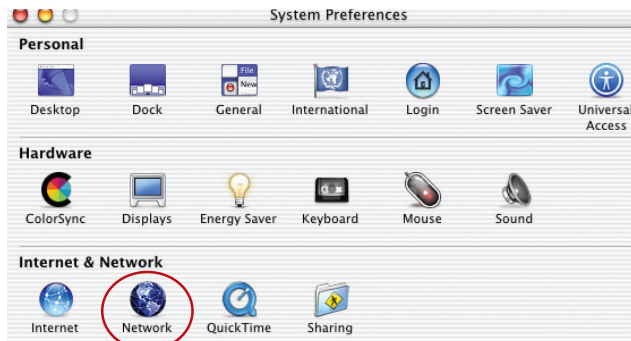 System Preferences
Personal
File
New
Desktop Dock General International Login Screen Saver Universal
Access
Hardware
ColorSync Displays Energy Saver Keyboard Mouse Sound
Internet & Network
Internet Network QuickTime Sharing